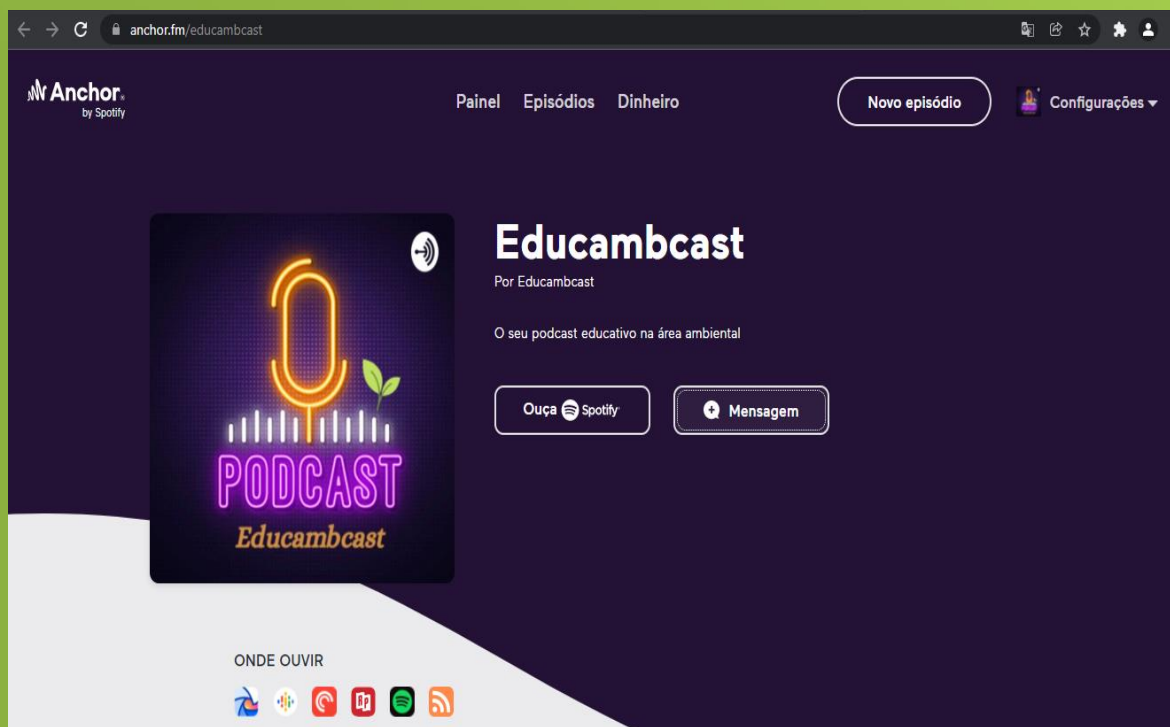 anchor.fm/educambcast
Anchor
by Spotify
Painel Episódios Dinheiro
Novo episódio
Configurações
PODCAST
Educambcast
Educambcast
Por Educambcast
O seu podcast educativo na área ambiental
Ouça Spotify
Mensagem
ONDE OUVIR